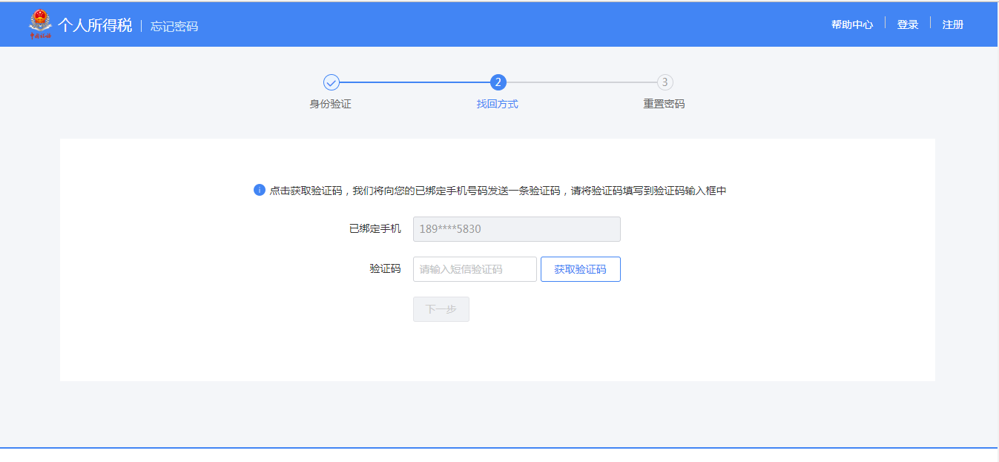 个人所得税 | 忘记密码
帮助中心 登录 注册
2 3
身份验证 找回方式 重置密码
点击获取验证码，我们将向您的已绑定手机号码发送一条验证码，请将验证码填写到验证码输入框中
已绑定手机 189****5830
验证码 请输入短信验证码 获取验证码
下一步